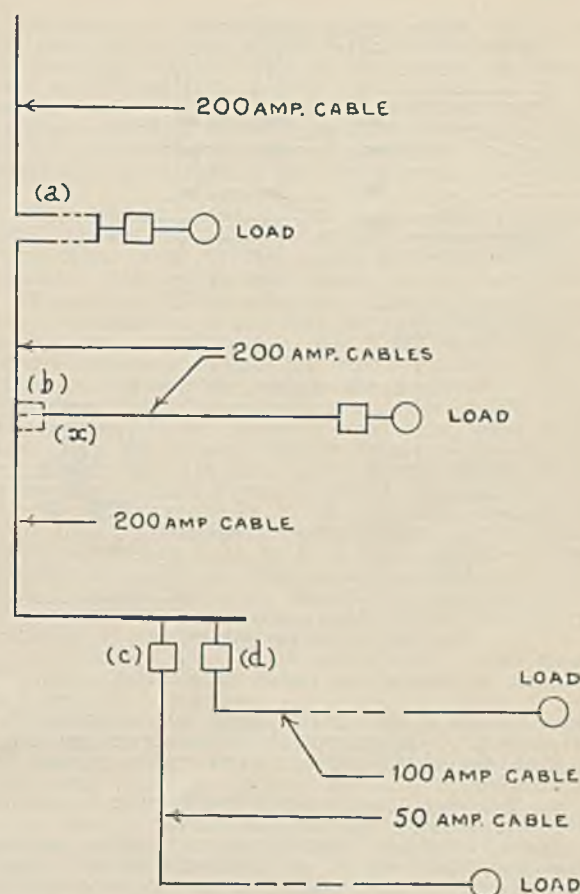 200 AMP. CABLE
(a)
LOAD
200 AMP. CABLES
(b)
(x)
LOAD
200 AMP CABLE
(c)
(d)
LOAD
100 AMP CABLE
50 AMP. CABLE
LOAD